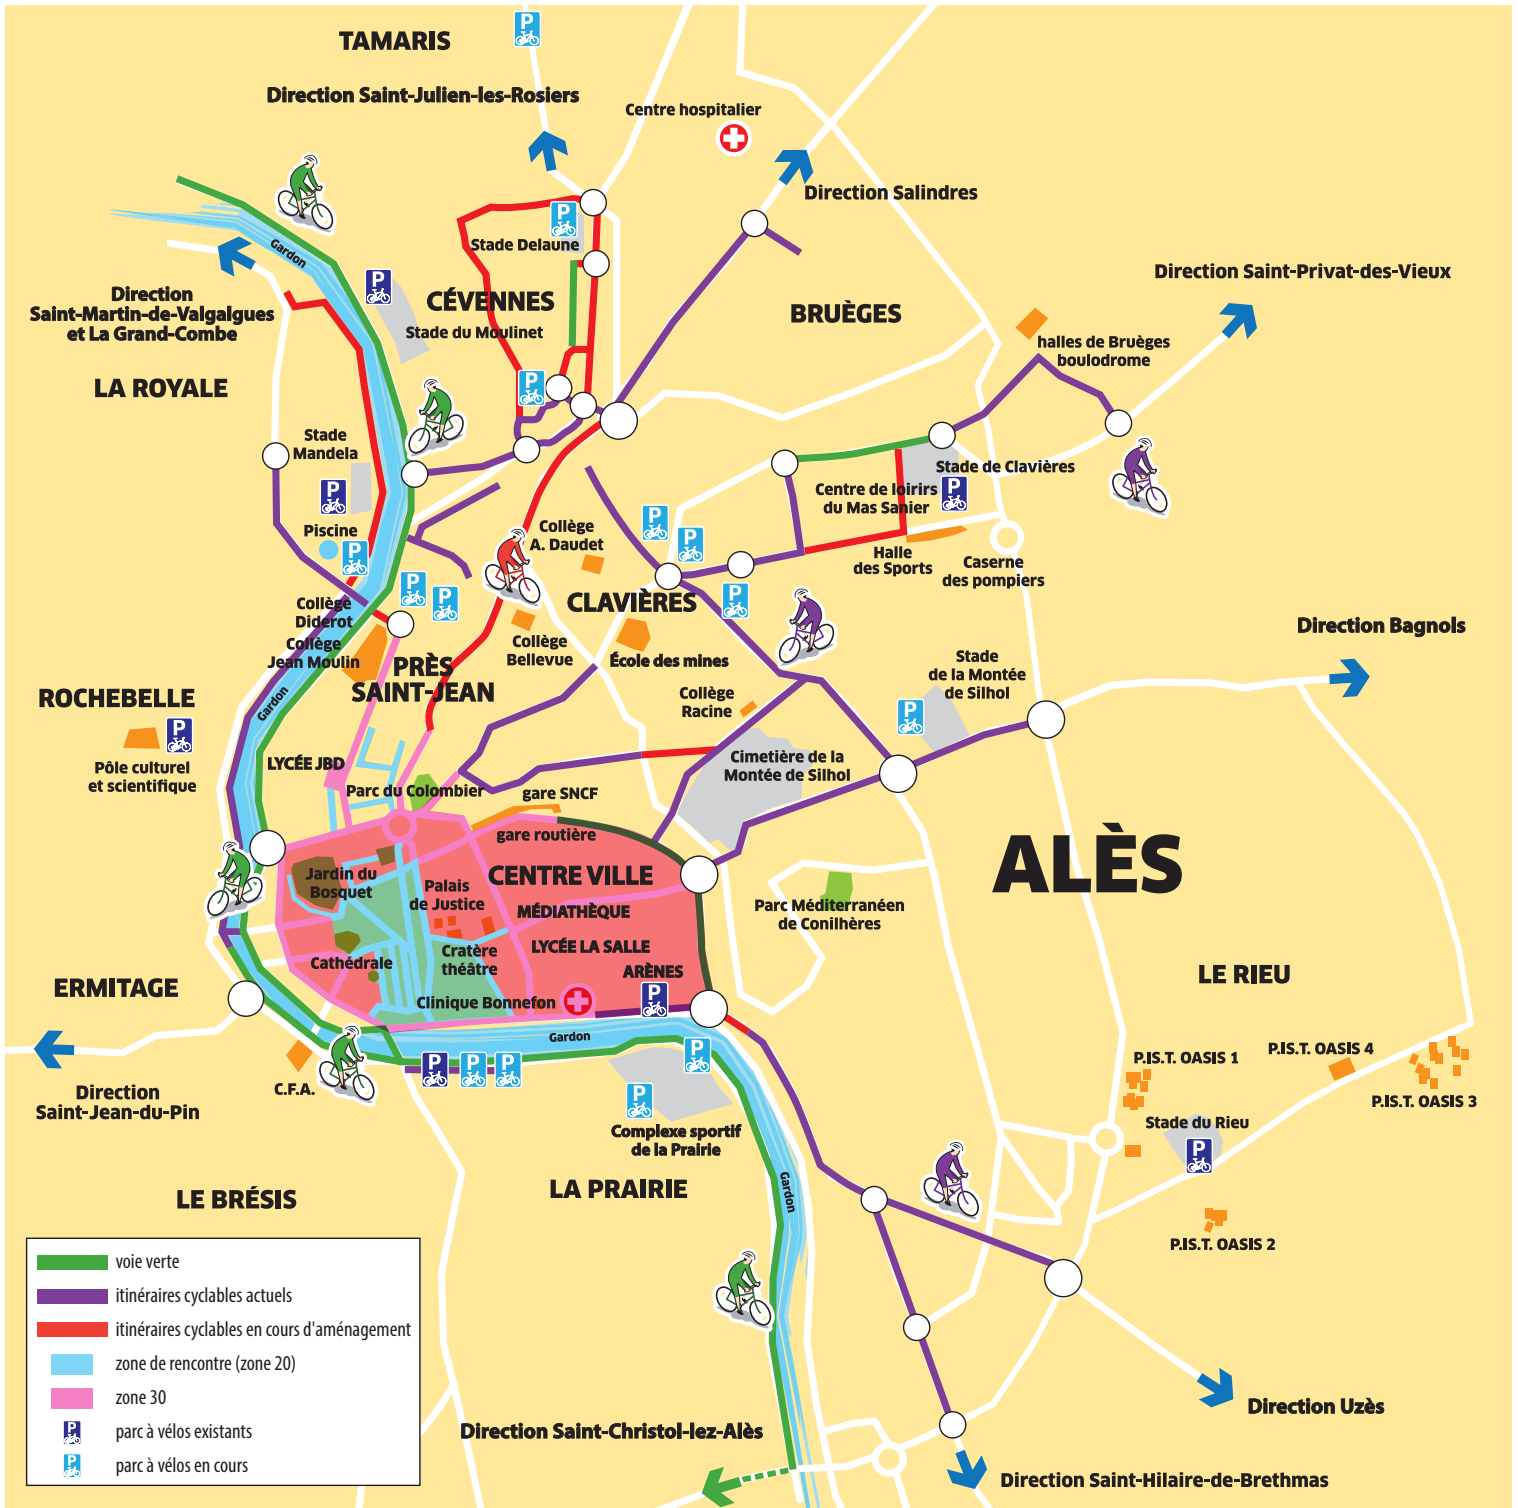 P
TAMARIS
Direction Saint-Julien-les-Rosiers
Centre hospitalier
Direction Salindres
P
Stade Delaune
Gardon
Direction Saint-Privat-des-Vieux
P
CÉVENNES
Direction
Saint-Martin-de-Valgalgues
et La Grand-Combe
BRUÈGES
Stade du Moulinet
halles de Bruèges
boulodrome
LA ROYALE
P
Stade
Mandela
Stade de Clavières
P
Centre de loirirs
du Mas Sanier
P
Piscine
P
Collège
A. Daudet
P
P
Halle
des Sports
Caserne
des pompiers
P
P
P
Collège
Diderot
CLAVIÈRES
Collège
Jean Moulin
Collège
Bellevue
École des mines
Direction Bagnols
PRÈS
SAINT-JEAN
Stade
de la Montée
de Silhol
ROCHEBELLE
Gardon
Collège
Racine
P
P
Pôle culturel
et scientifique
LYCÉE JBD
Cimetière de la
Montée de Silhol
Parc du Colombier
gare SNCF
gare routière
ALÈS
Jardin du
Bosquet
Palais
de Justice
CENTRE VILLE
MÉDIATHÈQUE
Parc Méditerranéen
de Conilhères
LYCÉE LA SALLE
Cathédrale
Cratère
théâtre
ARÈNES
LE RIEU
ERMITAGE
Clinique Bonnefon
P
Gardon
P
P
P
P
P.IS.T. OASIS 1
P.IS.T. OASIS 4
C.F.A.
Direction
Saint-Jean-du-Pin
P
P.IS.T. OASIS 3
Complexe sportif
de la Prairie
Stade du Rieu
P
LE BRÉSIS
LA PRAIRIE
Gardon
P.IS.T. OASIS 2
voie verte
itinéraires cyclables actuels
itinéraires cyclables en cours d'aménagement
zone de rencontre (zone 20)
zone 30
P
parc à vélos existants
P
parc à vélos en cours
Direction Uzès
Direction Saint-Christol-lez-Alès
Direction Saint-Hilaire-de-Brethmas